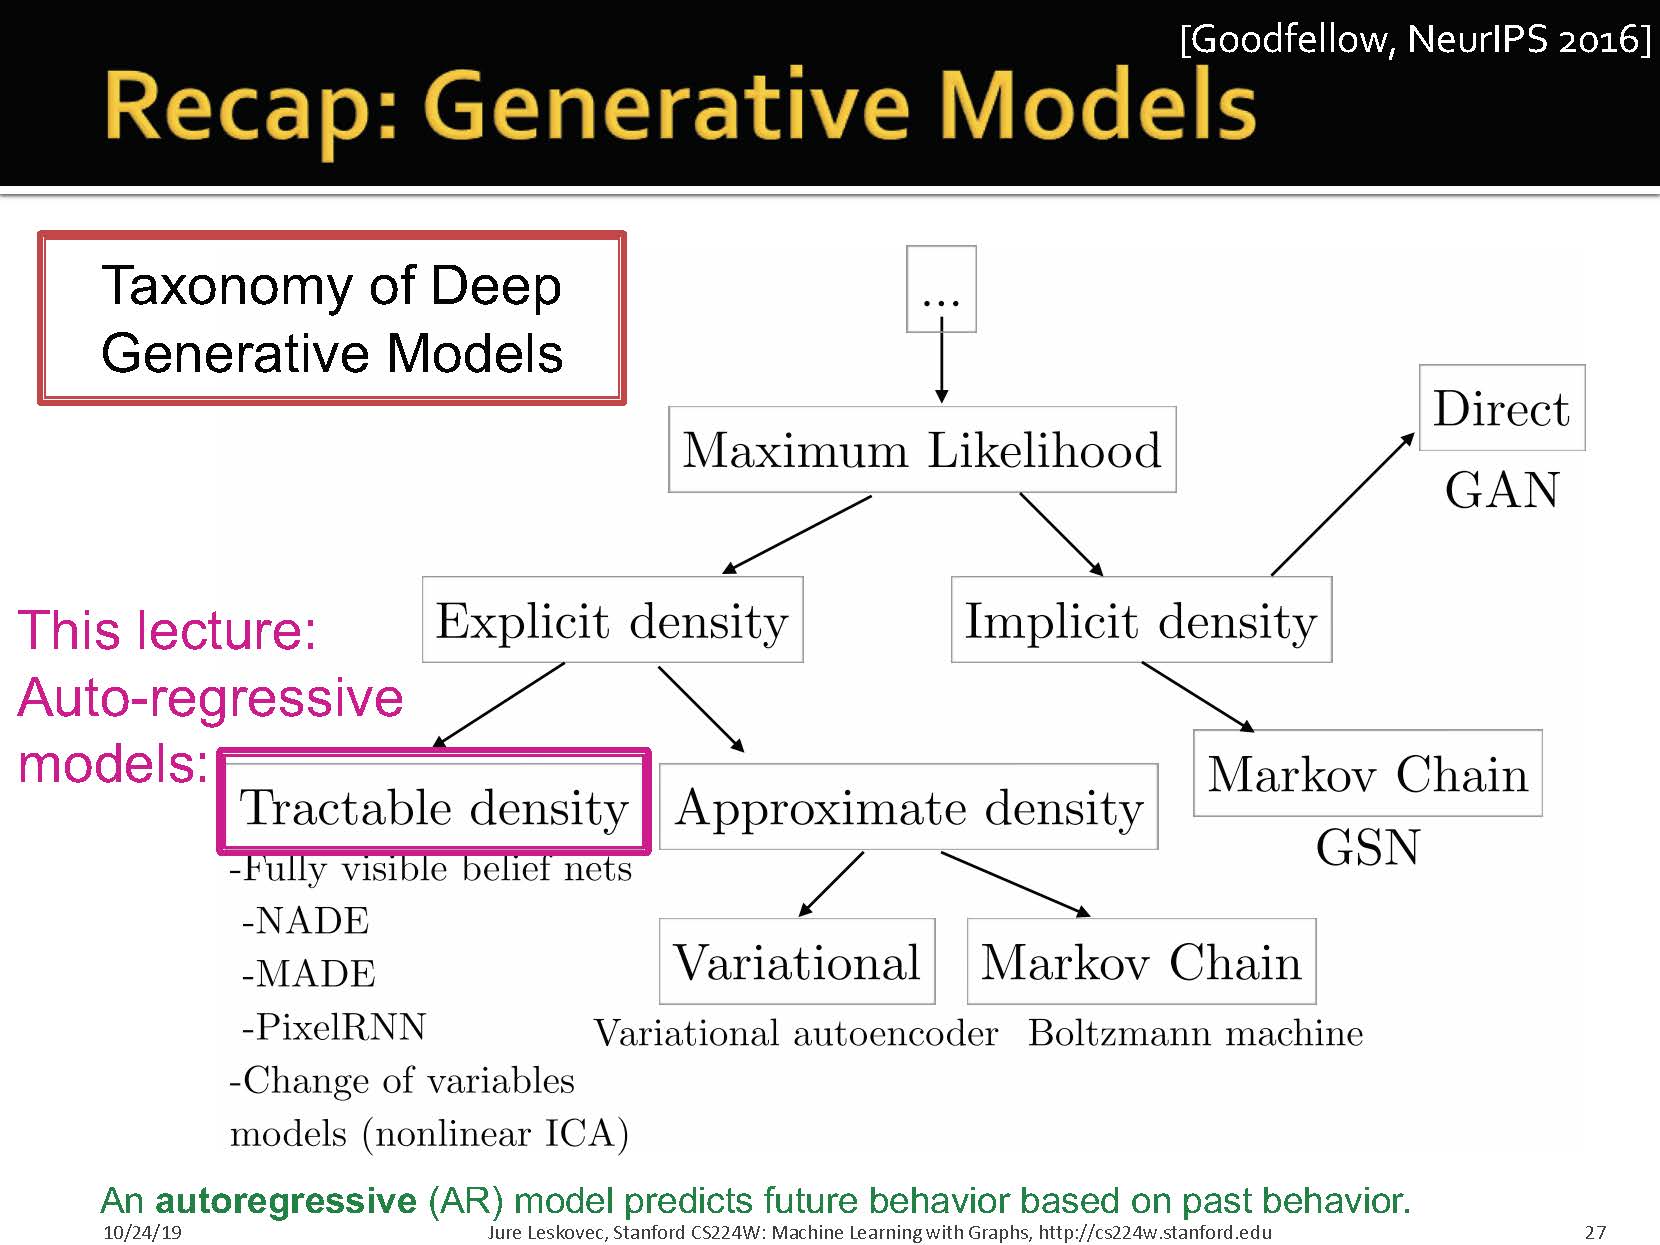 [Goodfellow, NeurIPS 2016]
Recap: Generative Models
Taxonomy of Deep
Generative Models
...
Maximum Likelihood
Direct
GAN
Explicit density
Implicit density
This lecture:
Auto-regressive
models:
Tractable density
Approximate density
Markov Chain
GSN
-Fully visible belief nets
-NADE
-MADE
-PixelRNN
-Change of variables
models (nonlinear ICA)
Variational
Markov Chain
Variational autoencoder
Boltzmann machine
An autoregressive (AR) model predicts future behavior based on past behavior.
10/24/19
Jure Leskovec, Stanford CS224W: Machine Learning with Graphs, http://cs224w.stanford.edu
27